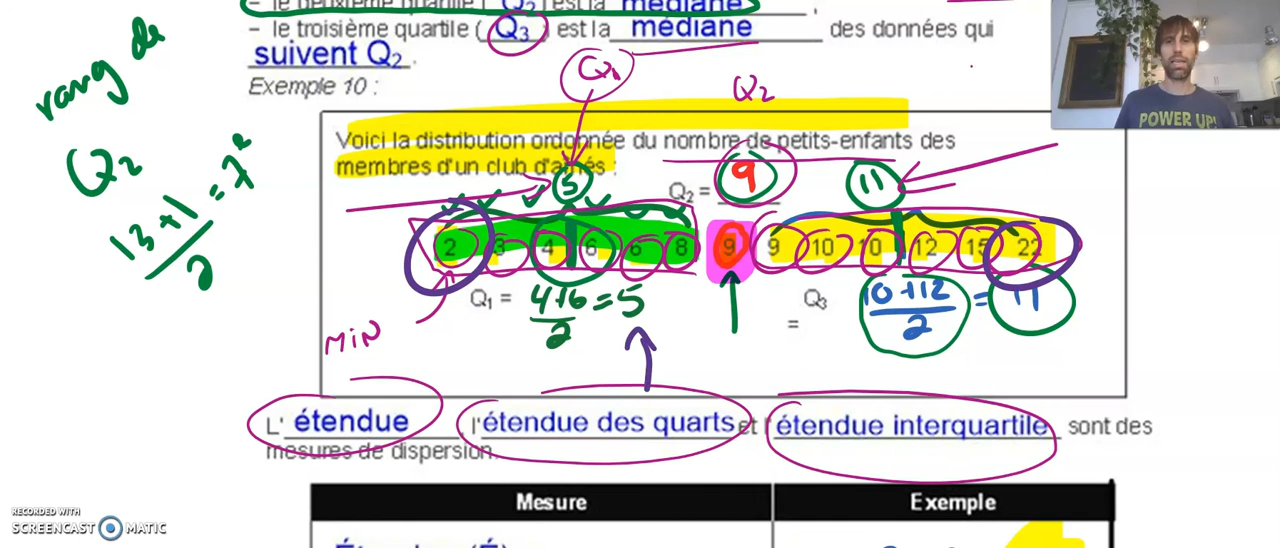 – le deuxième quartile ( Q2 ) est la médiane ,
– le troisième quartile ( Q3 ) est la médiane des données qui
suivent Q2 .
Exemple 10 :
rang de
Q2
13+1/2 = 7e
Q1
Q2
Voici la distribution ordonnée du nombre de petits-enfants des
membres d'un club d'aînés :
5
Q2 = 9
11
2 3 4 6 6 8 9 9 10 10 12 15 22
Q1 = 4+6/2 = 5
Q3 = 10+12/2 = 11
MIN
L' étendue l'étendue des quarts et l'étendue interquartile sont des
mesures de dispersion.
Mesure Exemple
POWER UP!
RECORDED WITH
SCREENCAST MATIC